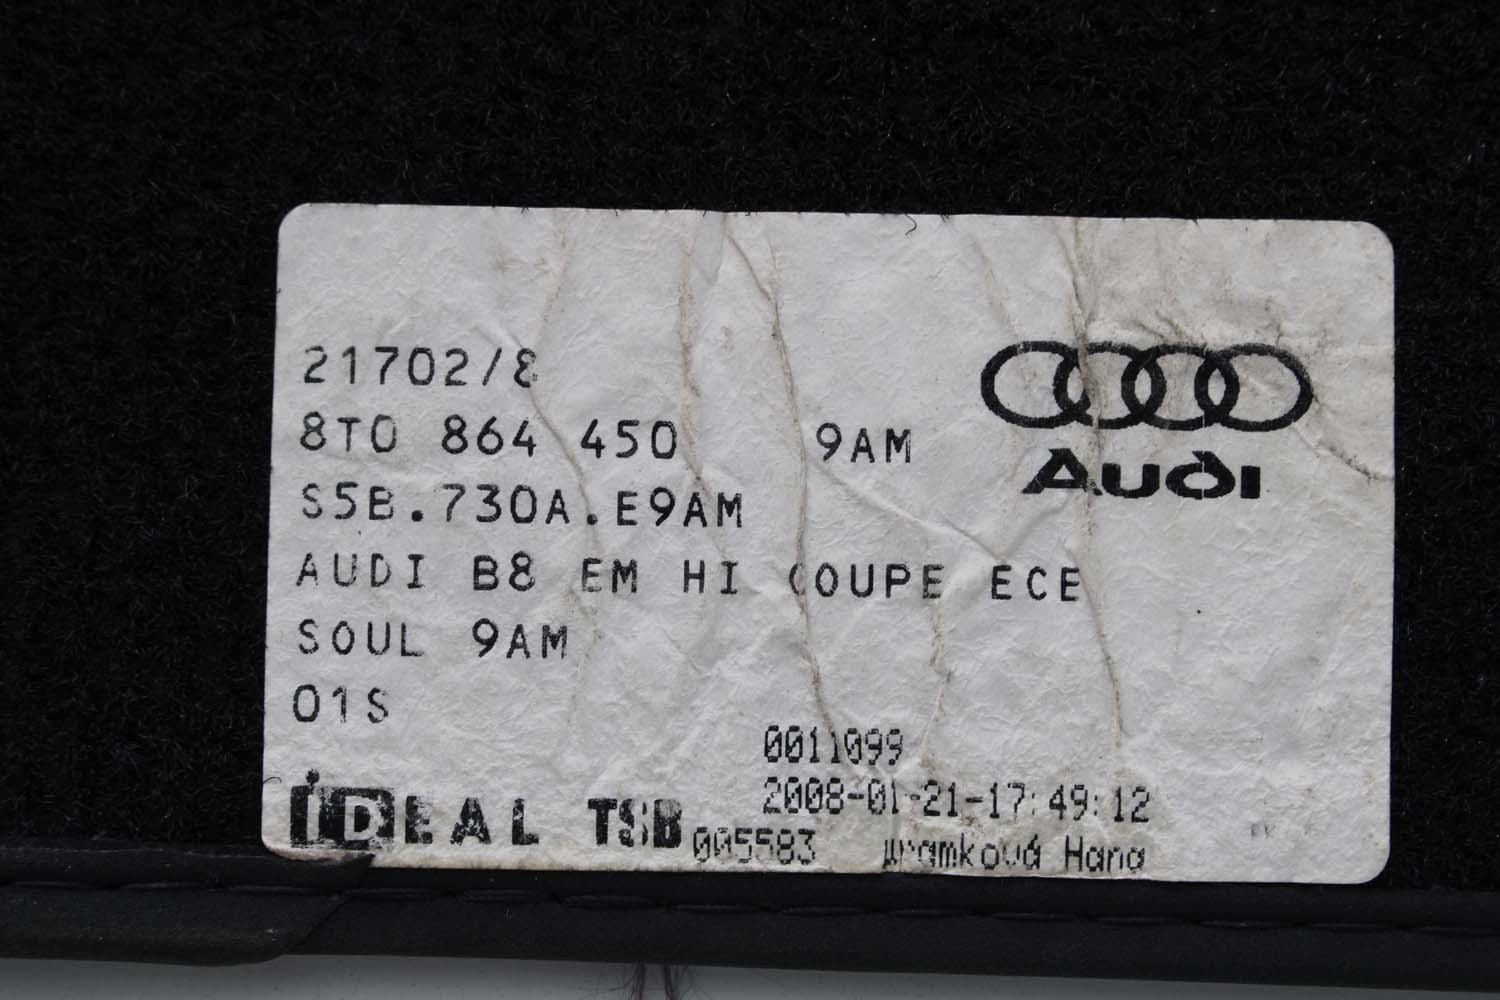 21702/8
8T0 864 450 9AM
Audi
S5B.730A.E9AM
AUDI B8 EM HI COUPE ECE
SOUL 9AM
01S
0011099
2008-01-21-17:49:12
iDEAL TSB
005583 Hana